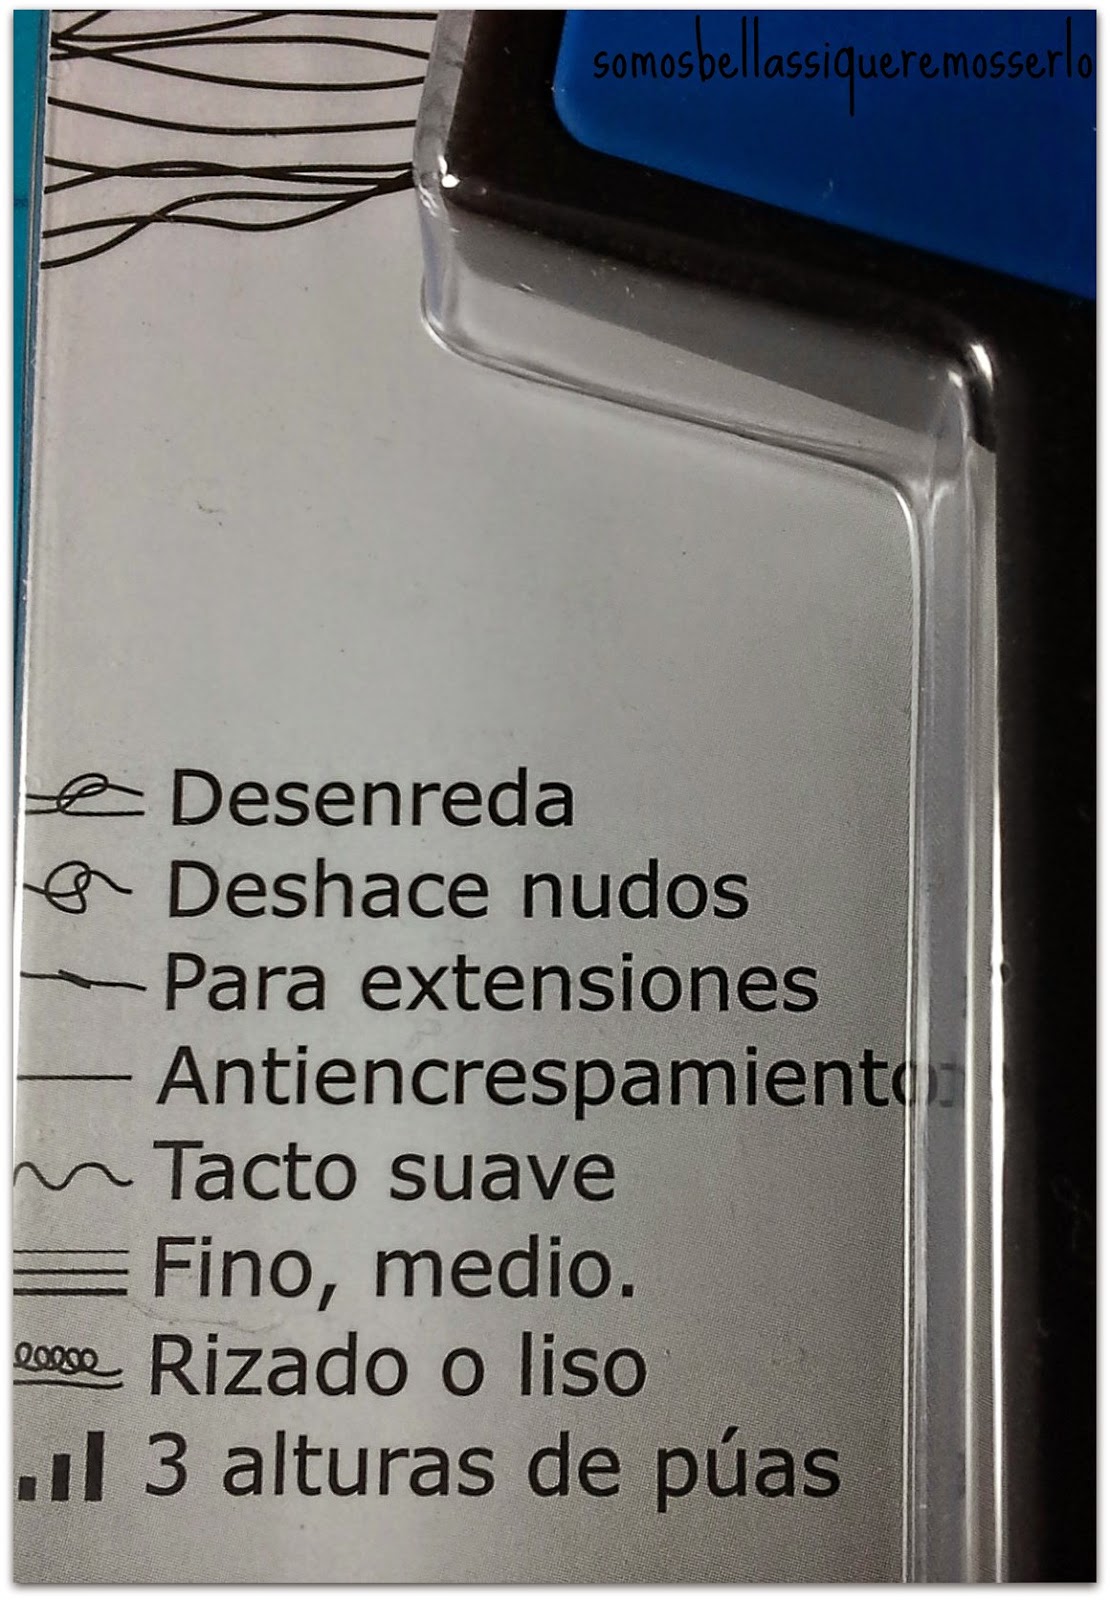 somosbellassiqueremosserlo
Desenreda
Deshace nudos
Para extensiones
Antiencrespamiento
Tacto suave
Fino, medio.
Rizado o liso
3 alturas de púas